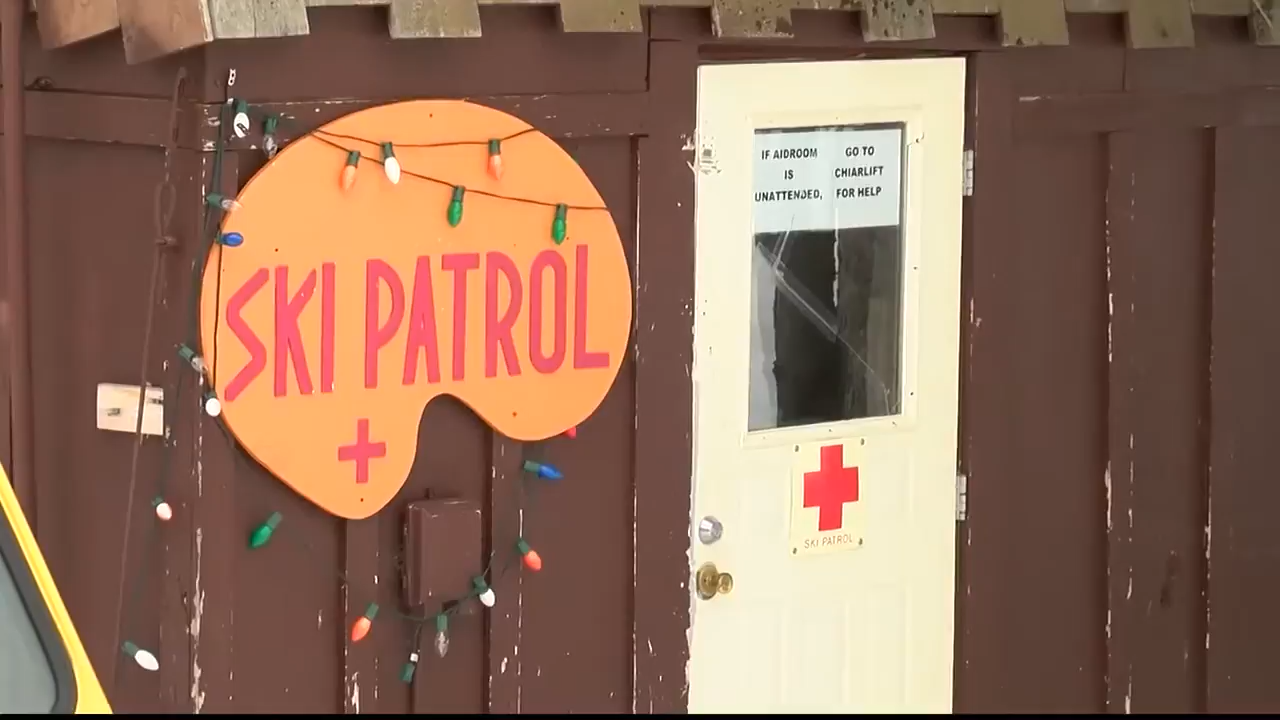 SKI PATROL
IF AIDROOM
IS
UNATTENDED,
GO TO
CHIARLIFT
FOR HELP
SKI PATROL